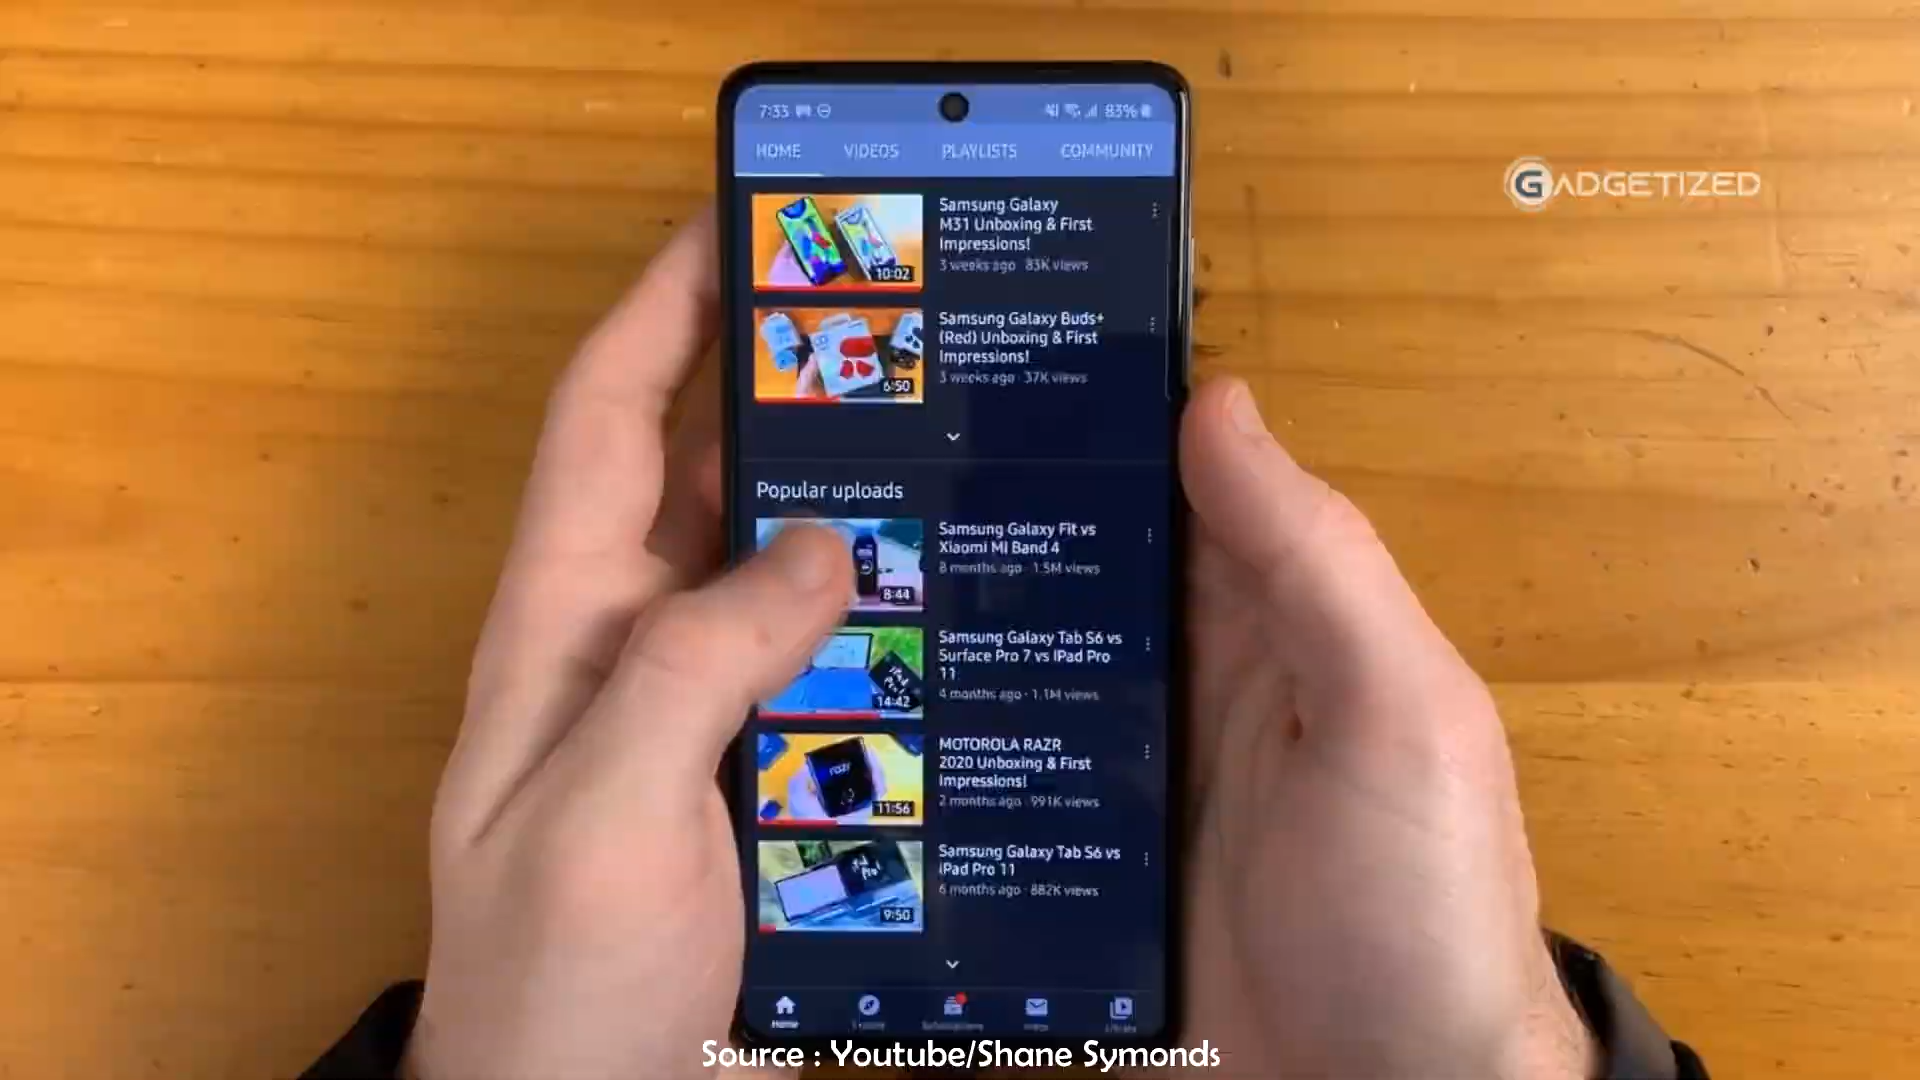 7:33
83%
HOME VIDEOS PLAYLISTS COMMUNITY
GADGETIZED
Samsung Galaxy
M31 Unboxing & First
Impressions!
3 weeks ago · 83K views
10:02
Samsung Galaxy Buds+
(Red) Unboxing & First
Impressions!
3 weeks ago · 37K views
6:50
Popular uploads
Samsung Galaxy Fit vs
Xiaomi Mi Band 4
8 months ago · 1.5M views
8:44
Samsung Galaxy Tab S6 vs
Surface Pro 7 vs iPad Pro
11
4 months ago · 1.1M views
iPad
Pro
14:42
MOTOROLA RAZR
2020 Unboxing & First
Impressions!
2 months ago · 991K views
razr
11:56
Samsung Galaxy Tab S6 vs
iPad Pro 11
6 months ago · 882K views
9:50
Home
Source : Youtube/Shane Symonds